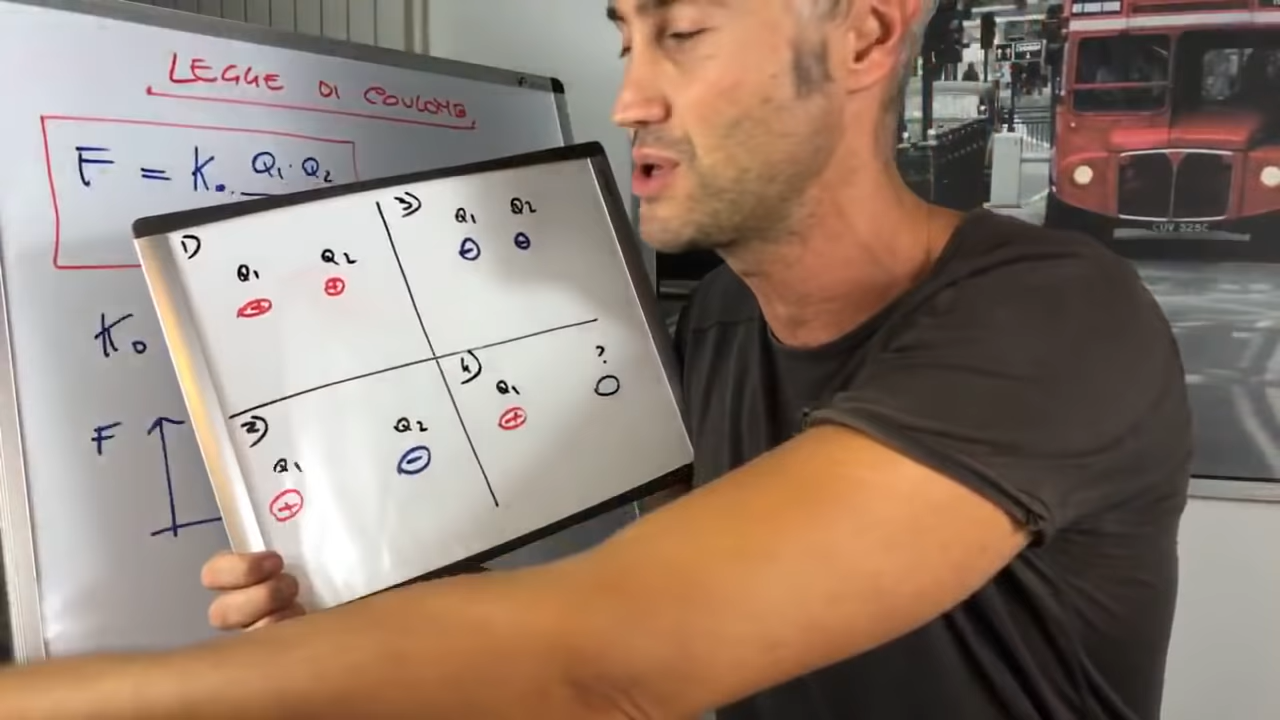 LEGGE DI COULOMB
F = K₀ Q₁·Q₂
K₀
F
1)
Q₁ Q₂
+ +
3)
Q₁ Q₂
- -
2)
Q₁ Q₂
+ -
4)
Q₁ ?
+
CUV 325C